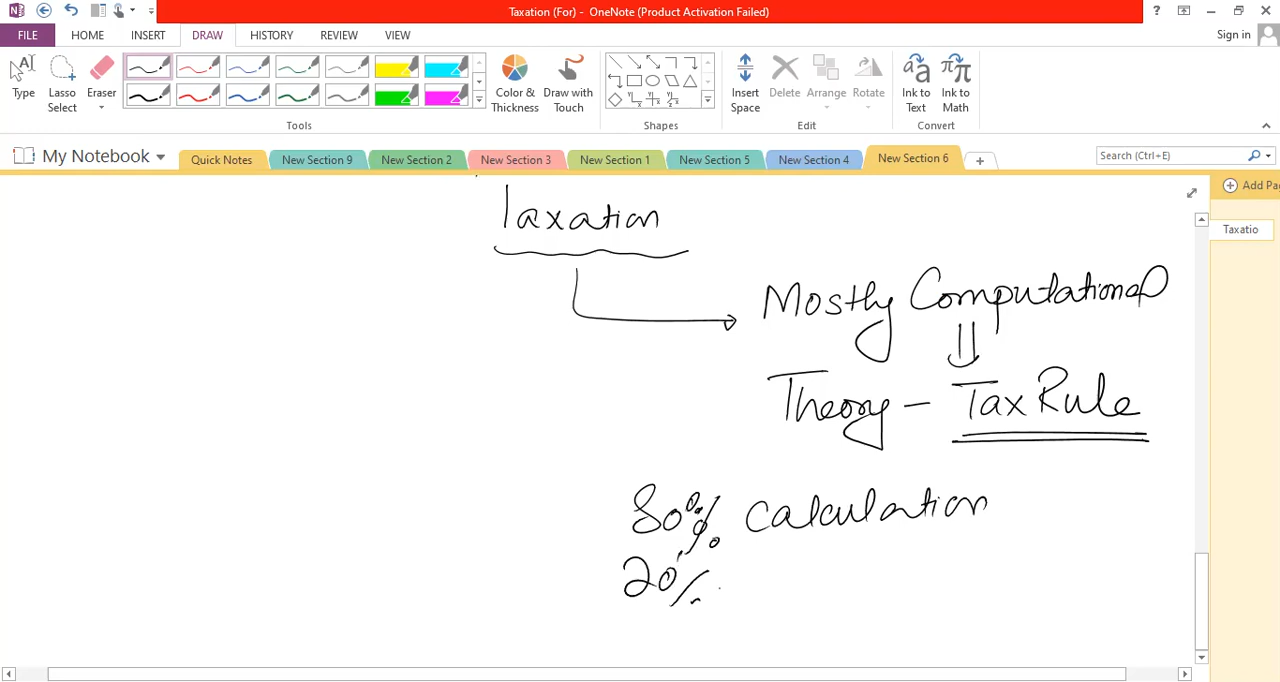 Taxation (For) - OneNote (Product Activation Failed)
?
FILE HOME INSERT DRAW HISTORY REVIEW VIEW
Sign in
Type
Lasso Select
Eraser
Color & Thickness
Draw with Touch
Insert Space
Delete
Arrange
Rotate
Ink to Text
Ink to Math
Tools Shapes Edit Convert
My Notebook Quick Notes New Section 9 New Section 2 New Section 3 New Section 1 New Section 5 New Section 4 New Section 6
Search (Ctrl+E)
Add Pag
Taxatio
Taxation
Mostly Computational
Theory - Tax Rule
80% calculation
20%